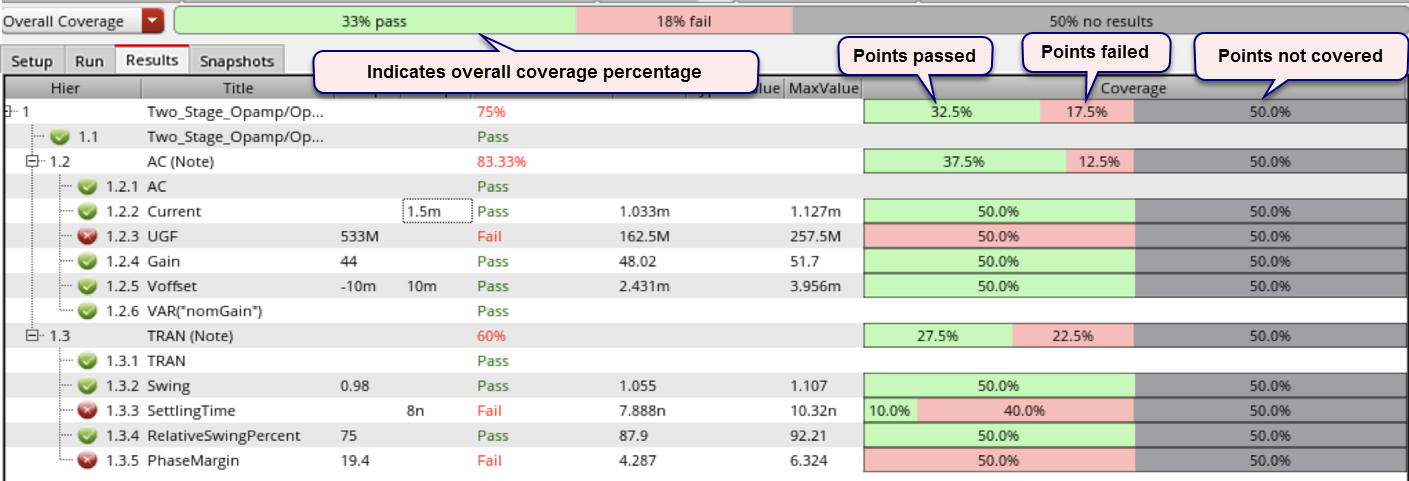 Overall Coverage 33% pass 18% fail 50% no results
Setup Run Results Snapshots
Indicates overall coverage percentage
Points passed
Points failed
Points not covered
Hier Title MaxValue Coverage
1 Two_Stage_Opamp/Op... 75% 32.5% 17.5% 50.0%
1.1 Two_Stage_Opamp/Op... Pass
1.2 AC (Note) 83.33% 37.5% 12.5% 50.0%
1.2.1 AC Pass
1.2.2 Current 1.5m Pass 1.033m 1.127m 50.0% 50.0%
1.2.3 UGF 533M Fail 162.5M 257.5M 50.0% 50.0%
1.2.4 Gain 44 Pass 48.02 51.7 50.0% 50.0%
1.2.5 Voffset -10m 10m Pass 2.431m 3.956m 50.0% 50.0%
1.2.6 VAR("nomGain") Pass
1.3 TRAN (Note) 60% 27.5% 22.5% 50.0%
1.3.1 TRAN Pass
1.3.2 Swing 0.98 Pass 1.055 1.107 50.0% 50.0%
1.3.3 SettlingTime 8n Fail 7.888n 10.32n 10.0% 40.0% 50.0%
1.3.4 RelativeSwingPercent 75 Pass 87.9 92.21 50.0% 50.0%
1.3.5 PhaseMargin 19.4 Fail 4.287 6.324 50.0% 50.0%